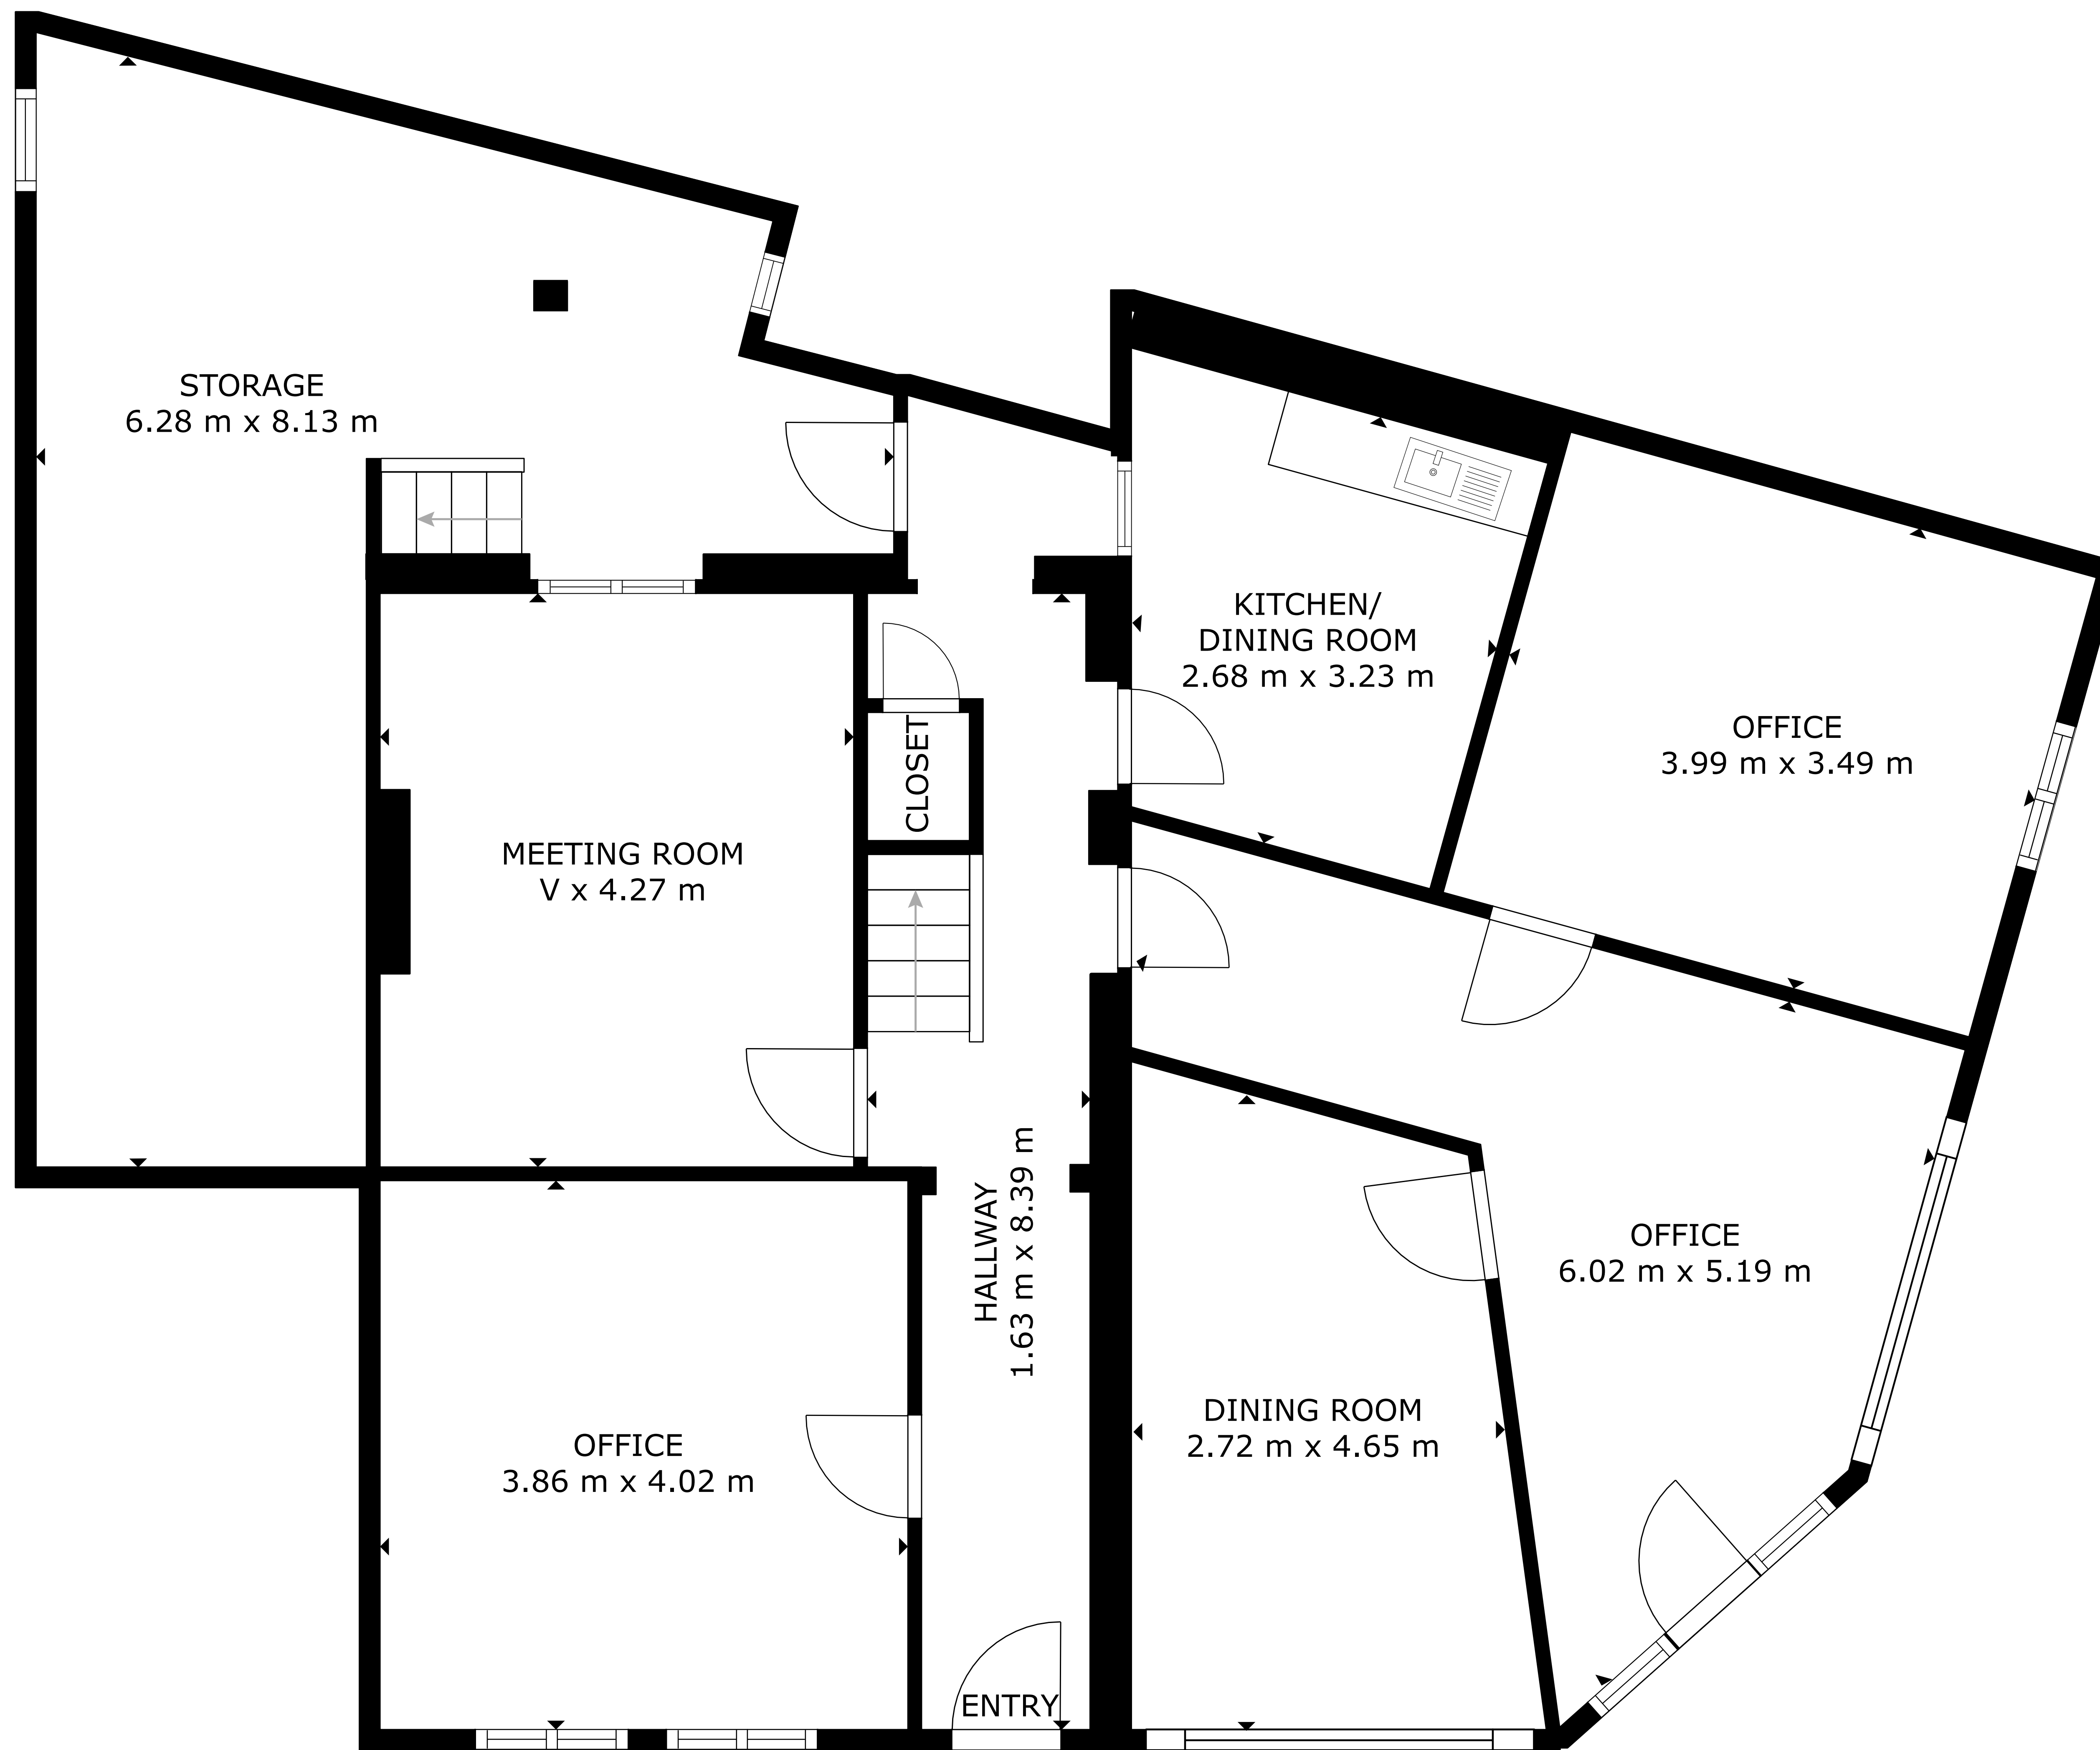 STORAGE
6.28 m x 8.13 m
KITCHEN/
DINING ROOM
2.68 m x 3.23 m
OFFICE
3.99 m x 3.49 m
CLOSET
MEETING ROOM
V x 4.27 m
HALLWAY
1.63 m x 8.39 m
OFFICE
6.02 m x 5.19 m
DINING ROOM
2.72 m x 4.65 m
OFFICE
3.86 m x 4.02 m
ENTRY